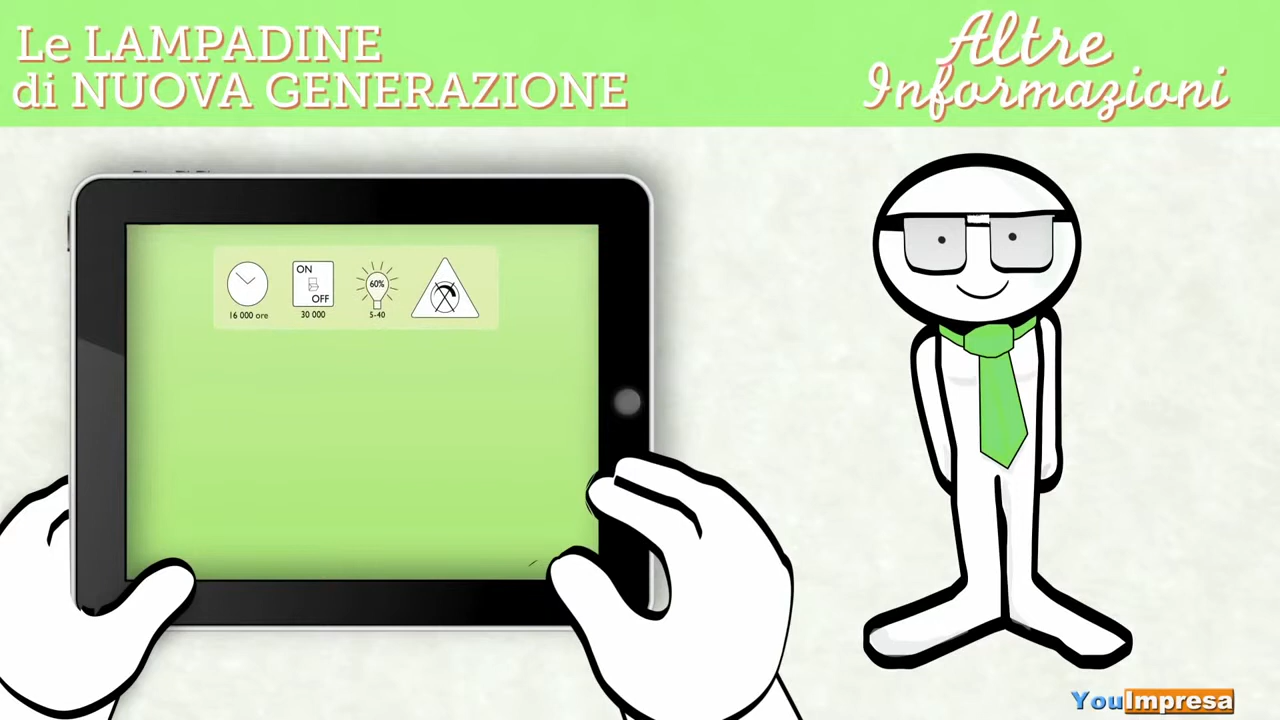 Le LAMPADINE
di NUOVA GENERAZIONE
Altre
Informazioni
ON
OFF
60%
16 000 ore
30 000
5-40
YouImpresa